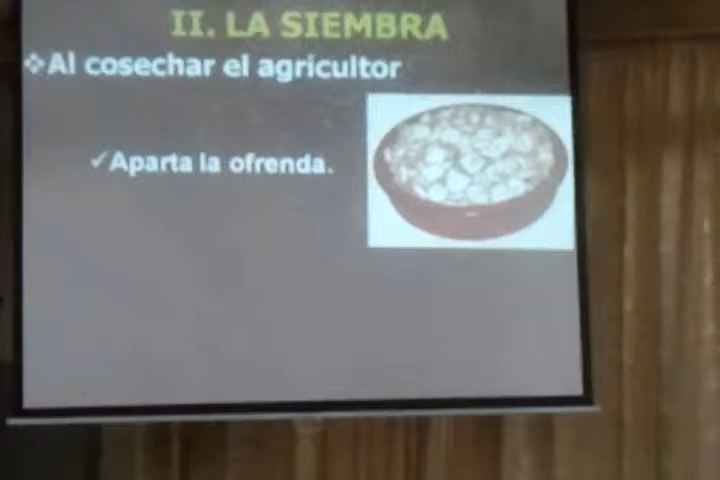 II. LA SIEMBRA
❖Al cosechar el agricultor
✓Aparta la ofrenda.